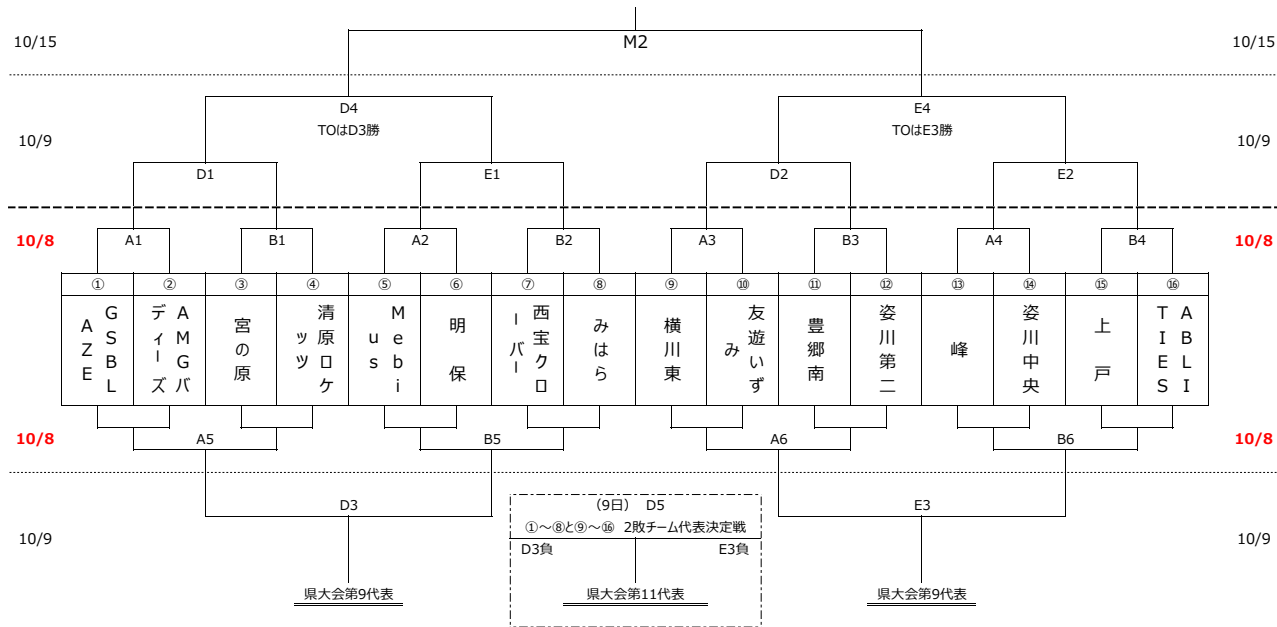 10/15
M2
10/15
D4
TOはD3勝
E4
TOはE3勝
10/9
10/9
D1
E1
D2
E2
10/8
A1
B1
A2
B2
A3
B3
A4
B4
10/8
① ② ③ ④ ⑤ ⑥ ⑦ ⑧ ⑨ ⑩ ⑪ ⑫ ⑬ ⑭ ⑮ ⑯
GSBL
AZE
AMGバ
ディーズ
宮の原
清原ロケ
ッツ
Mebi
us
明保
西宝クロ
ーバー
みはら
横川東
友遊いず
み
豊郷南
姿川第二
峰
姿川中央
上戸
ABLI
TIES
10/8
A5
B5
A6
B6
10/8
D3
(9日) D5
E3
①～⑧と⑨～⑯ 2敗チーム代表決定戦
10/9
D3負
E3負
10/9
県大会第9代表
県大会第11代表
県大会第9代表